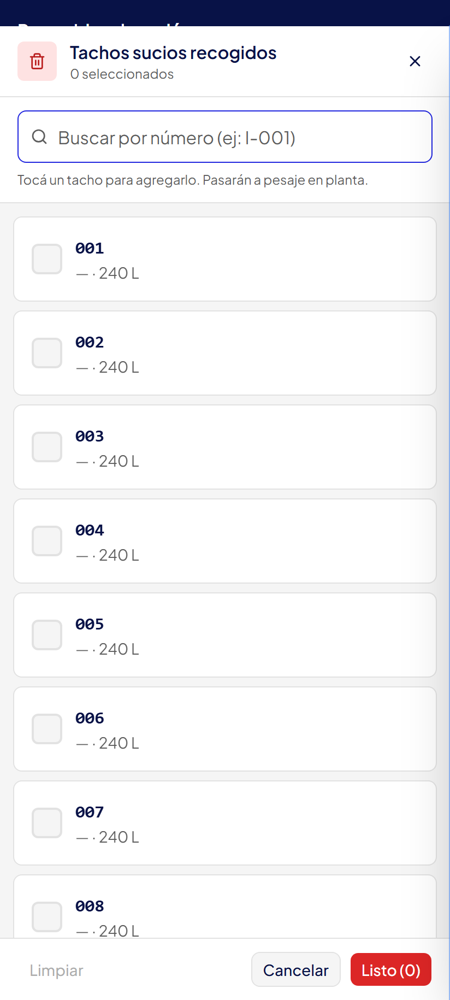 Tachos sucios recogidos
0 seleccionados
Buscar por número (ej: I-001)
Tocá un tacho para agregarlo. Pasarán a pesaje en planta.
001
— · 240 L
002
— · 240 L
003
— · 240 L
004
— · 240 L
005
— · 240 L
006
— · 240 L
007
— · 240 L
008
— · 240 L
Limpiar
Cancelar
Listo (0)